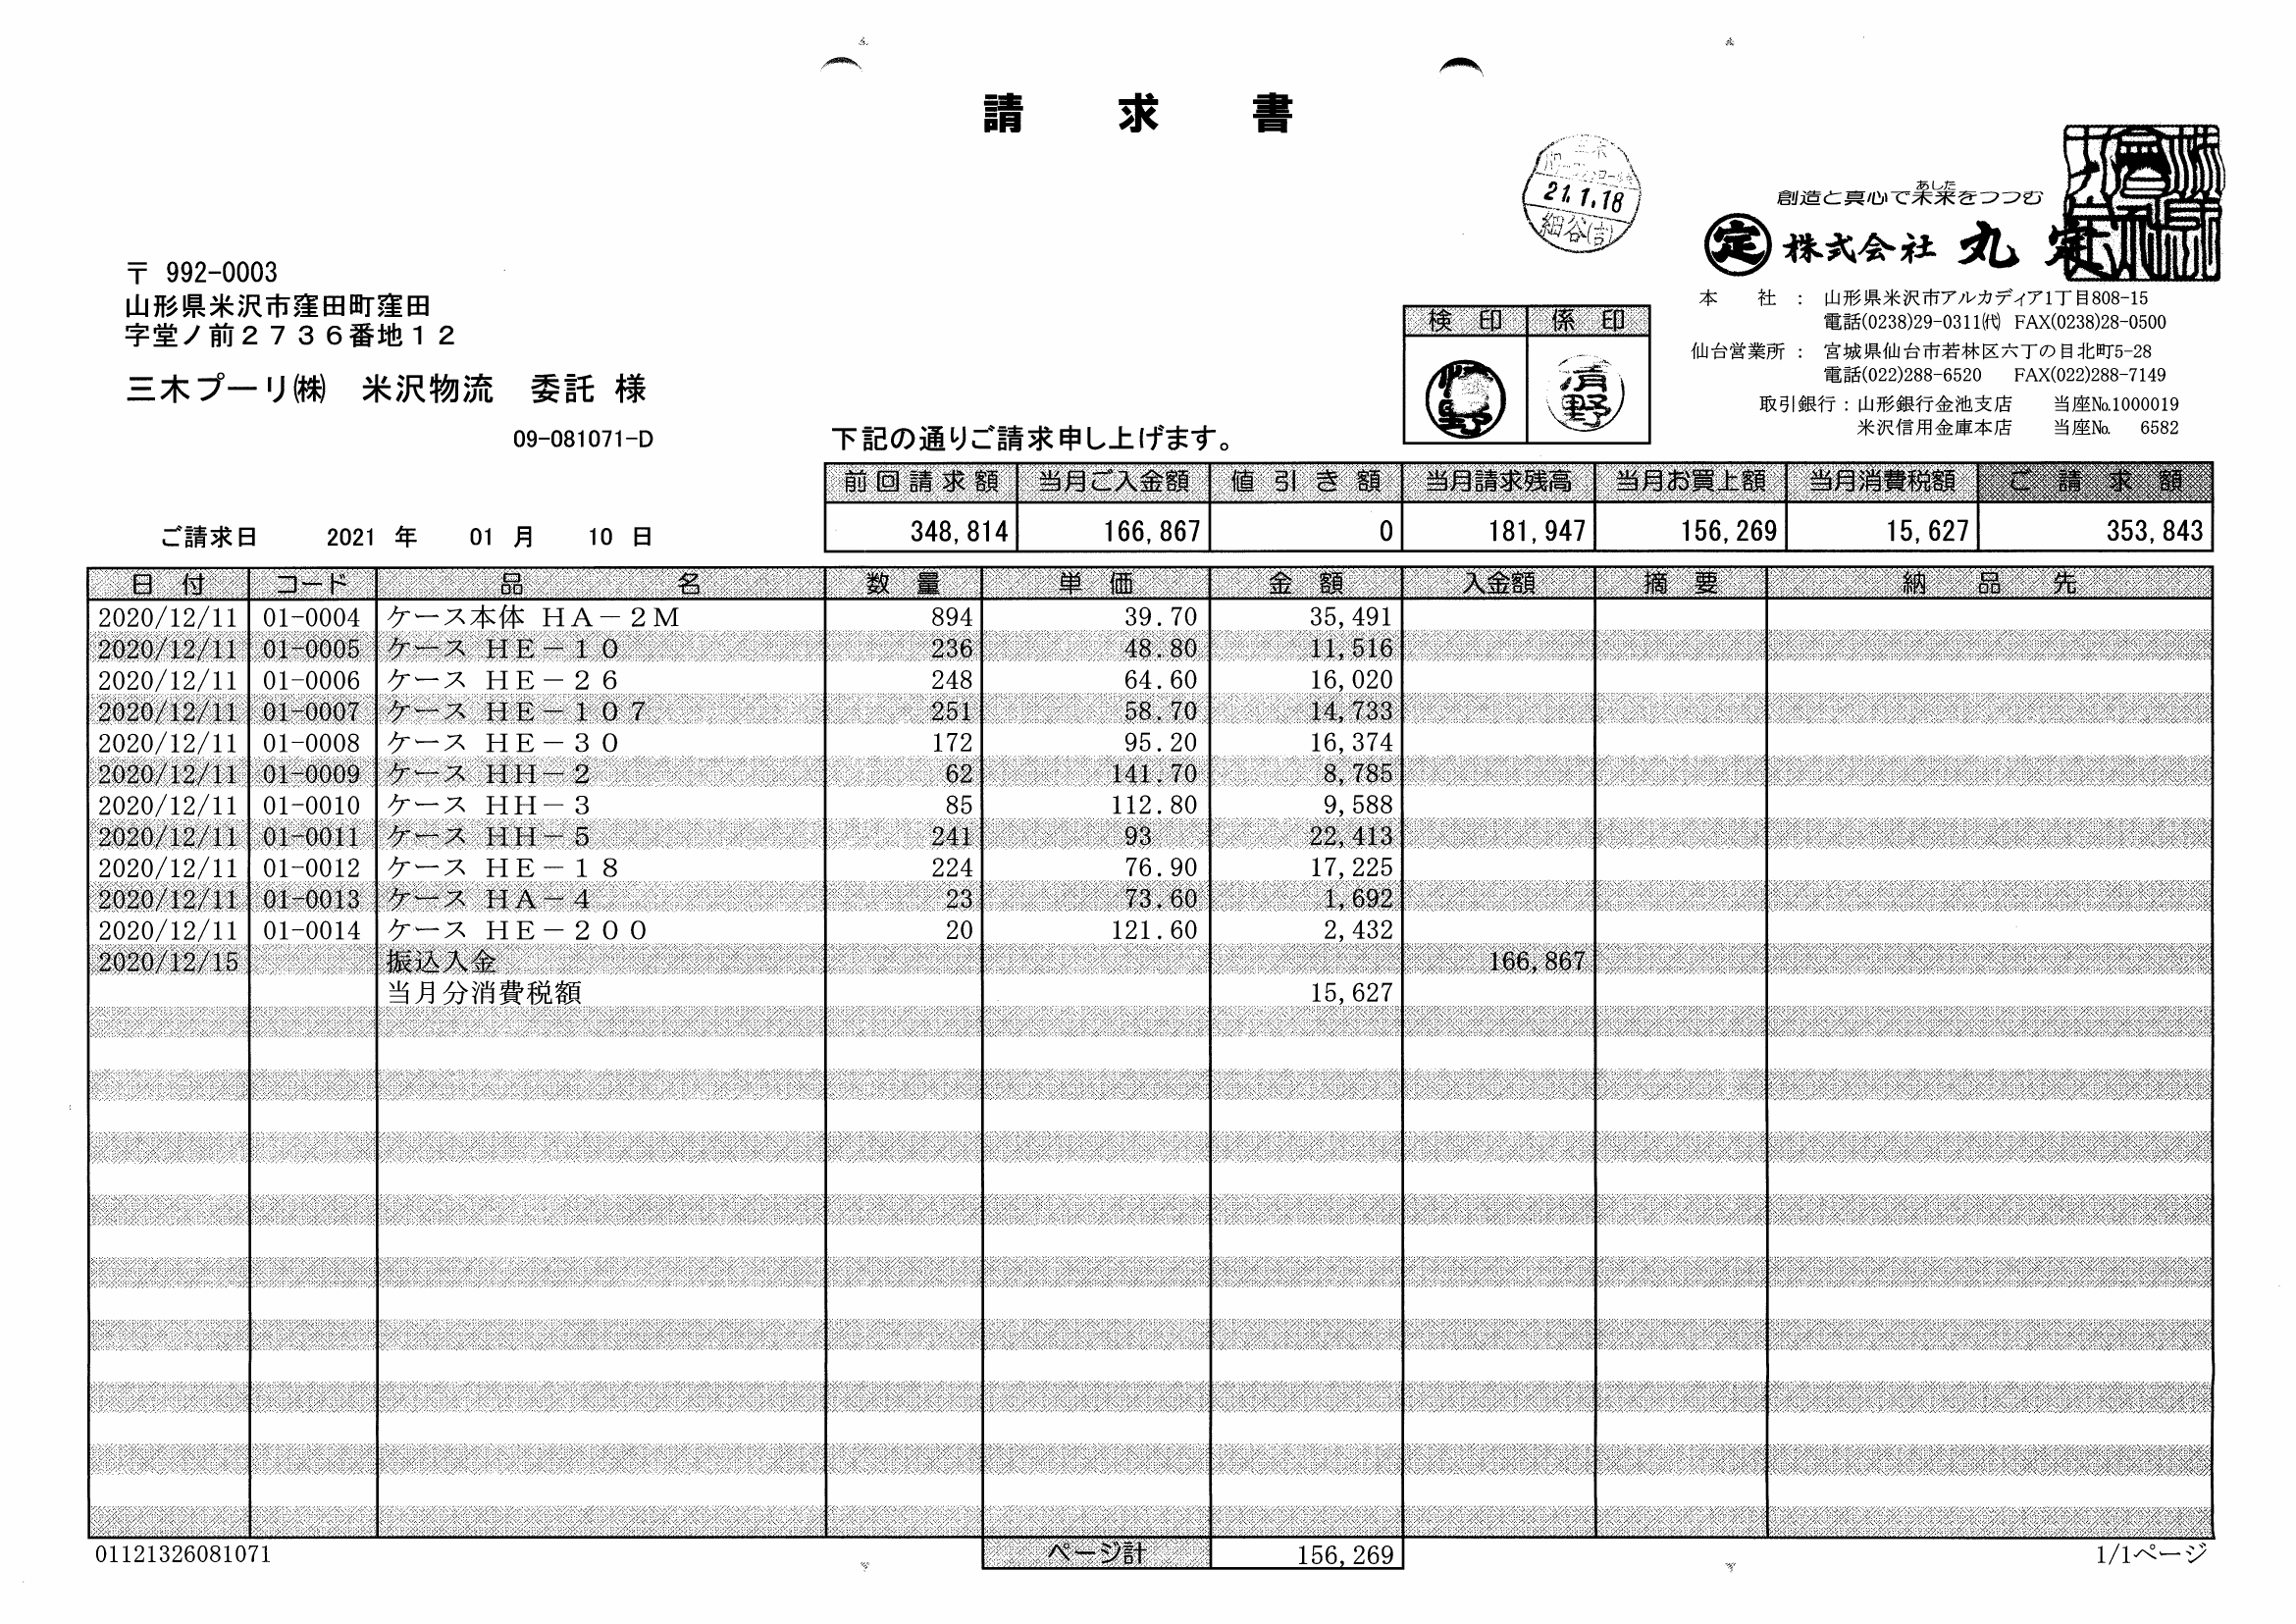 請 求 書
21.1.18
細谷(吉)
創造と真心で未来をつつむ
あした
定 株式会社 丸定
〒 992-0003
山形県米沢市窪田町窪田
字堂ノ前2736番地12
三木プーリ㈱ 米沢物流 委託 様
09-081071-D
検 印 係 印
清野
本 社 : 山形県米沢市アルカディア1丁目808-15
電話(0238)29-0311㈹ FAX(0238)28-0500
仙台営業所 : 宮城県仙台市若林区六丁の目北町5-28
電話(022)288-6520 FAX(022)288-7149
取引銀行 : 山形銀行金池支店 当座№1000019
米沢信用金庫本店 当座№ 6582
下記の通りご請求申し上げます。
前回請求額 当月ご入金額 値引き額 当月請求残高 当月お買上額 当月消費税額 ご請求額
348,814 166,867 0 181,947 156,269 15,627 353,843
ご請求日 2021 年 01 月 10 日
日 付 コード 品 名 数 量 単 価 金 額 入金額 摘 要 納 品 先
2020/12/11 01-0004 ケース本体 HA-2M 894 39.70 35,491
2020/12/11 01-0005 ケース HE-10 236 48.80 11,516
2020/12/11 01-0006 ケース HE-26 248 64.60 16,020
2020/12/11 01-0007 ケース HE-107 251 58.70 14,733
2020/12/11 01-0008 ケース HE-30 172 95.20 16,374
2020/12/11 01-0009 ケース HH-2 62 141.70 8,785
2020/12/11 01-0010 ケース HH-3 85 112.80 9,588
2020/12/11 01-0011 ケース HH-5 241 93 22,413
2020/12/11 01-0012 ケース HE-18 224 76.90 17,225
2020/12/11 01-0013 ケース HA-4 23 73.60 1,692
2020/12/11 01-0014 ケース HE-200 20 121.60 2,432
2020/12/15 振込入金 166,867
当月分消費税額 15,627
01121326081071 ページ計 156,269 1/1ページ